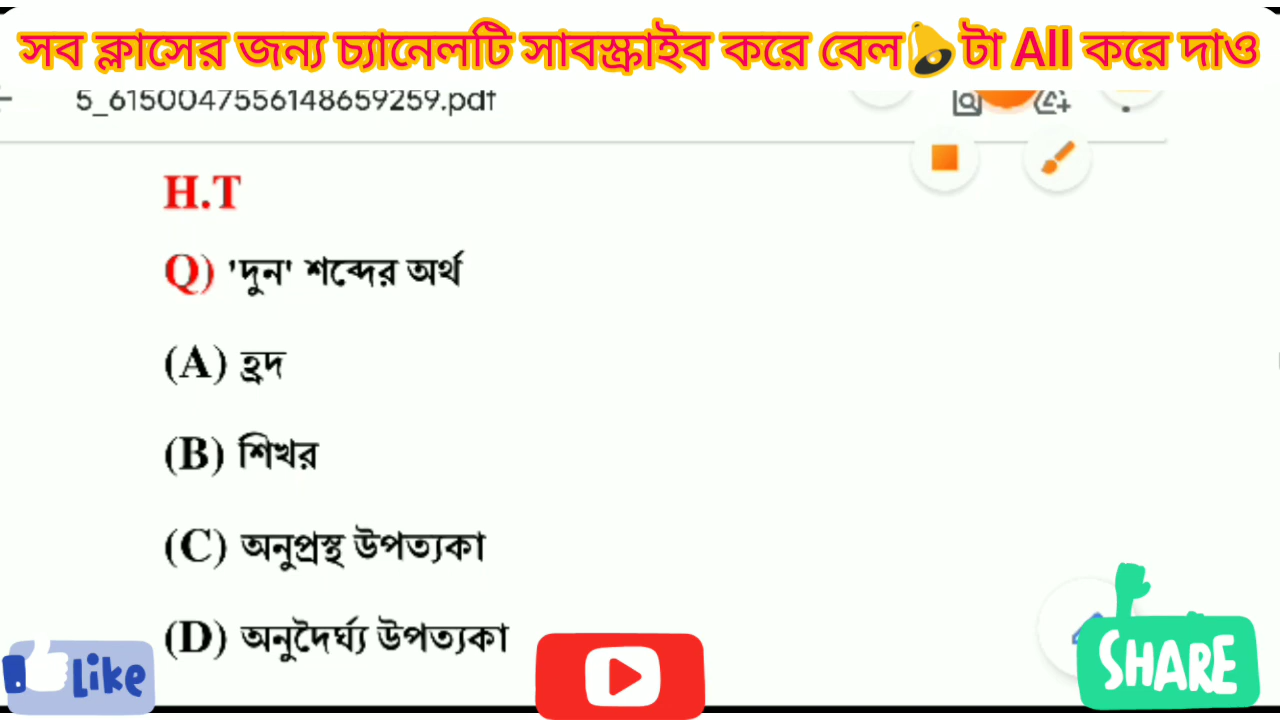 সব ক্লাসের জন্য চ্যানেলটি সাবস্ক্রাইব করে বেল🔔টা All করে দাও
5_6150047556148659259.pdf
H.T
Q) 'দুন' শব্দের অর্থ
(A) হ্রদ
(B) শিখর
(C) অনুপ্রস্থ উপত্যকা
(D) অনুদৈর্ঘ্য উপত্যকা
Like
SHARE